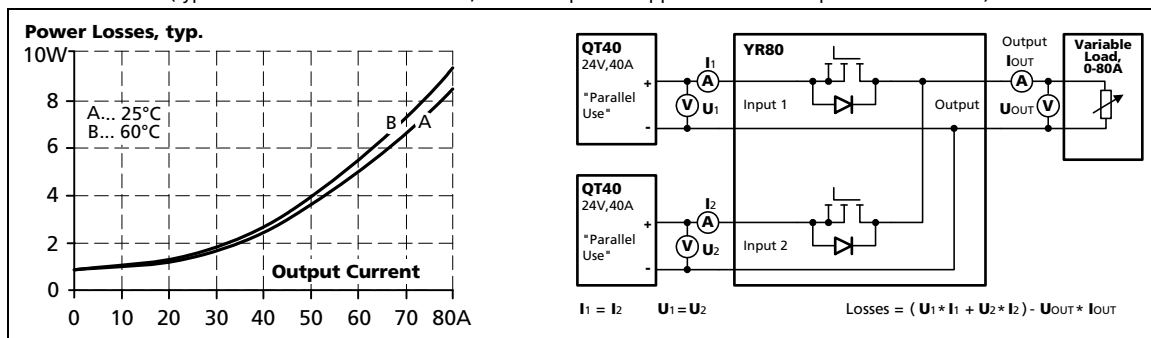 Power Losses, typ.
10W
8
6
4
2
0
A... 25°C
B... 60°C
B
A
Output Current
0 10 20 30 40 50 60 70 80A
QT40
24V,40A
"Parallel
Use"
+
-
I1
A
V
U1
YR80
Input 1
Output
Output
IOUT
A
UOUT
V
Variable
Load,
0-80A
QT40
24V,40A
"Parallel
Use"
+
-
I2
A
V
U2
Input 2
I1 = I2 U1=U2
Losses = ( U1* I1 + U2* I2 ) - UOUT* IOUT